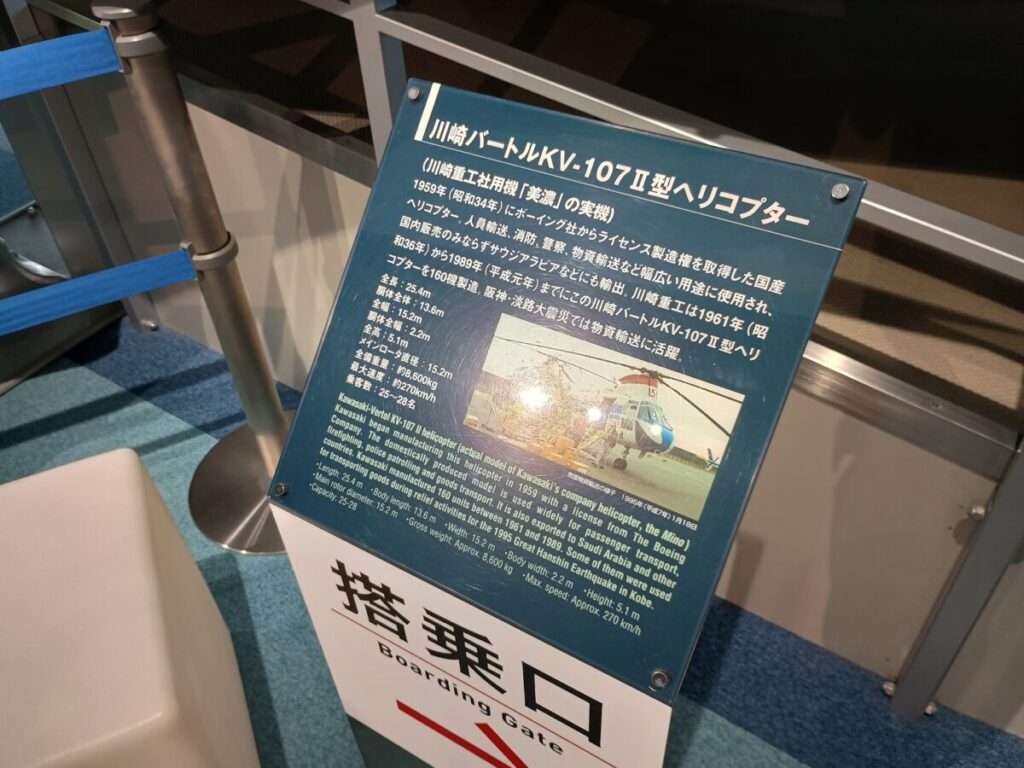 川崎バートルKV-107Ⅱ型ヘリコプター
(川崎重工社用機「美濃」の実機)
1959年(昭和34年)にボーイング社からライセンス製造権を取得した国産
ヘリコプター。人員輸送、消防、警察、物資輸送など幅広い用途に使用され、
国内販売のみならずサウジアラビアなどにも輸出。川崎重工は1961年(昭
和36年)から1989年(平成元年)までにこの川崎バートルKV-107Ⅱ型ヘリ
コプターを160機製造。阪神・淡路大震災では物資輸送に活躍。
全長：25.4m
胴体全体：13.6m
全幅：15.2m
胴体全幅：2.2m
全高：5.1m
メインロータ直径：15.2m
全備重量：約8,600kg
最大速度：約270km/h
乗客数：25～28名
15
1995年(平成7年)1月18日
Kawasaki-Vertol KV-107 II helicopter (actual model of Kawasaki's company helicopter, the Mino)
Kawasaki began manufacturing this helicopter in 1959 with a license from The Boeing
Company. The domestically produced model is used widely for passenger transport,
firefighting, police patrolling and goods transport. It is also exported to Saudi Arabia and other
countries. Kawasaki manufactured 160 units between 1961 and 1989. Some of them were used
for transporting goods during relief activities for the 1995 Great Hanshin Earthquake in Kobe.
・Length: 25.4 m ・Body length: 13.6 m ・Width: 15.2 m ・Body width: 2.2 m ・Height: 5.1 m
・Main rotor diameter: 15.2 m ・Gross weight: Approx. 8,600 kg ・Max. speed: Approx. 270 km/h
・Capacity: 25-28
搭乗口
Boarding Gate